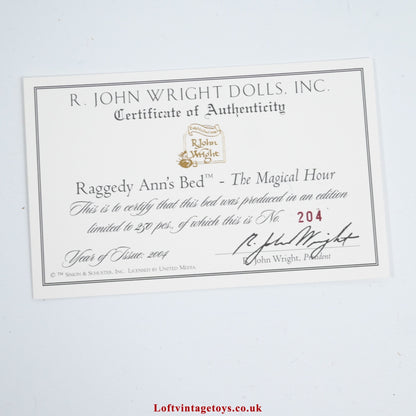 R. JOHN WRIGHT DOLLS, INC.
Certificate of Authenticity
R John
Wright
Raggedy Ann's Bed™ - The Magical Hour
This is to certify that this bed was produced in an edition
limited to 250 pcs., of which this is No. 204
Year of Issue: 2004
R. John Wright
R. John Wright, President
© ™ SIMON & SCHUSTER, INC. LICENSED BY UNITED MEDIA.
Loftvintagetoys.co.uk